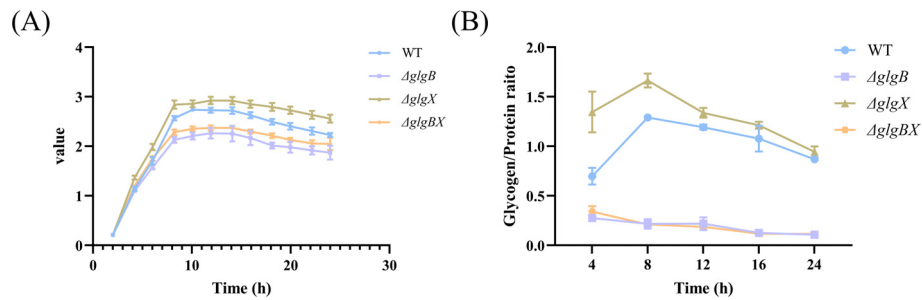 (A)
value
4
3
2
1
0
0
10
20
30
Time (h)
WT
ΔglgB
ΔglgX
ΔglgBX
(B)
Glycogen/Protein raito
2.0
1.5
1.0
0.5
0.0
4
8
12
16
24
Time (h)
WT
ΔglgB
ΔglgX
ΔglgBX